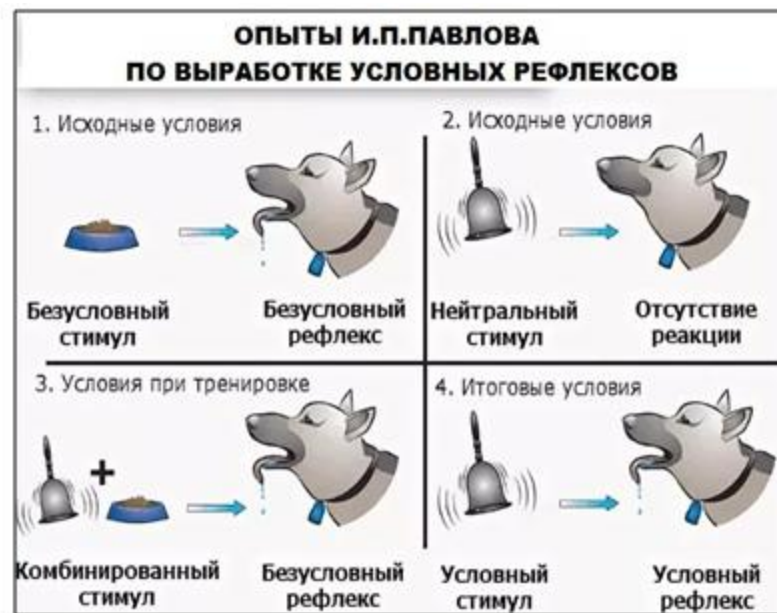 ОПЫТЫ И.П.ПАВЛОВА
ПО ВЫРАБОТКЕ УСЛОВНЫХ РЕФЛЕКСОВ
1. Исходные условия
Безусловный
стимул
Безусловный
рефлекс
2. Исходные условия
Нейтральный
стимул
Отсутствие
реакции
3. Условия при тренировке
+
Комбинированный
стимул
Безусловный
рефлекс
4. Итоговые условия
Условный
стимул
Условный
рефлекс